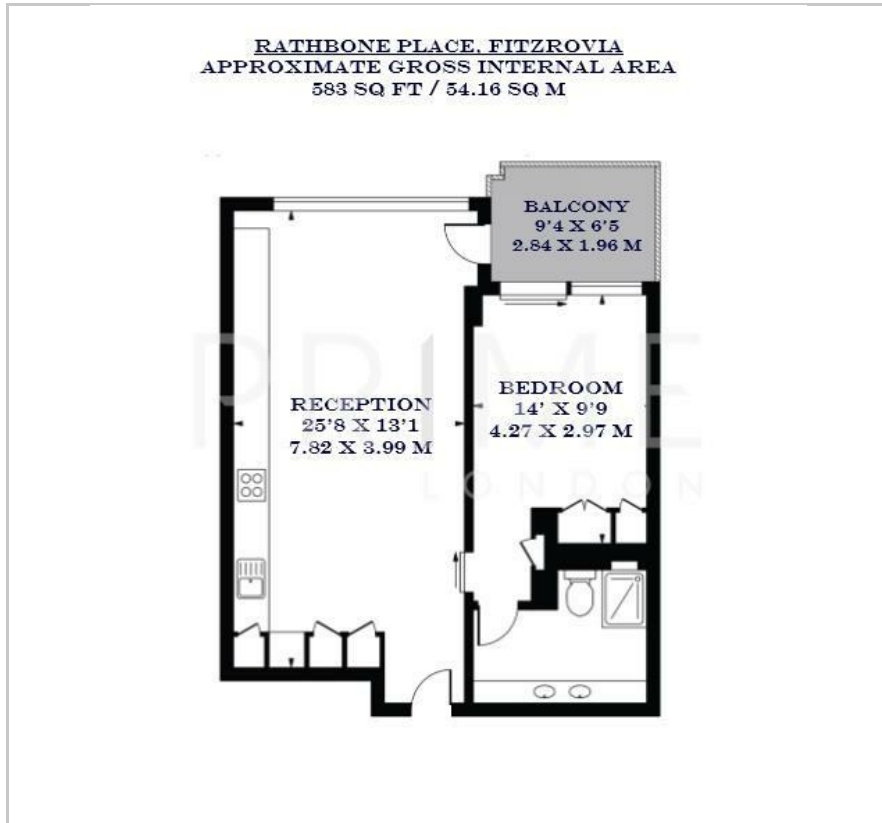 RATHBONE PLACE, FITZROVIA
APPROXIMATE GROSS INTERNAL AREA
583 SQ FT / 54.16 SQ M
BALCONY
9'4 X 6'5
2.84 X 1.96 M
RECEPTION
25'8 X 13'1
7.82 X 3.99 M
BEDROOM
14' X 9'9
4.27 X 2.97 M
PRIME
LONDON